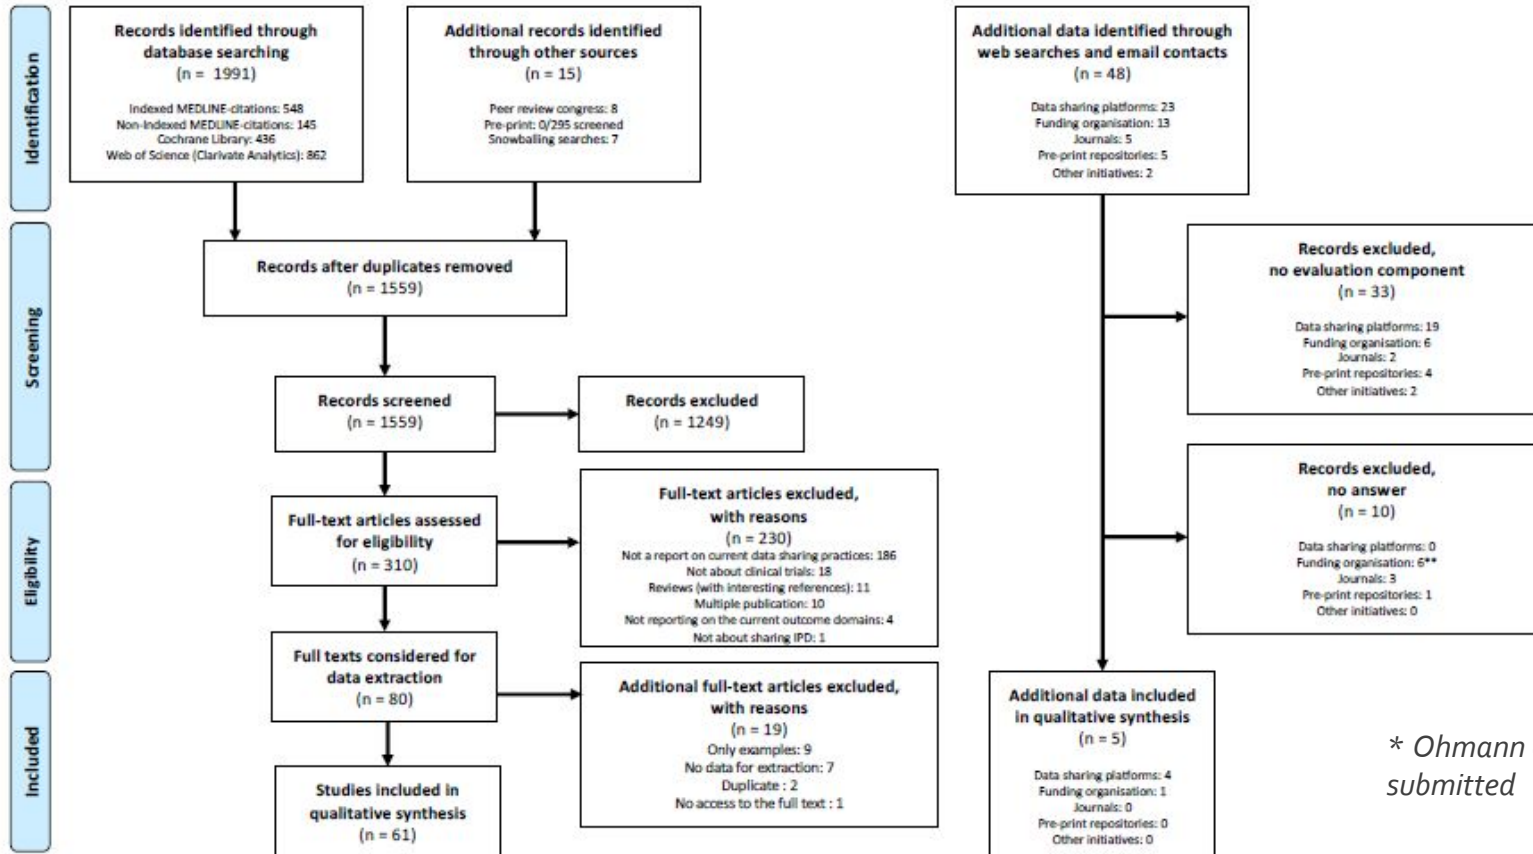 Identification
Records identified through
database searching
(n = 1991)
Indexed MEDLINE-citations: 548
Non-Indexed MEDLINE-citations: 145
Cochrane Library: 436
Web of Science (Clarivate Analytics): 862
Additional records identified
through other sources
(n = 15)
Peer review congress: 8
Pre-print: 0/295 screened
Snowballing searches: 7
Additional data identified through
web searches and email contacts
(n = 48)
Data sharing platforms: 23
Funding organisation: 13
Journals: 5
Pre-print repositories: 5
Other initiatives: 2
Screening
Records after duplicates removed
(n = 1559)
Records screened
(n = 1559)
Records excluded
(n = 1249)
Records excluded,
no evaluation component
(n = 33)
Data sharing platforms: 19
Funding organisation: 6
Journals: 2
Pre-print repositories: 4
Other initiatives: 2
Eligibility
Full-text articles assessed
for eligibility
(n = 310)
Full-text articles excluded,
with reasons
(n = 230)
Not a report on current data sharing practices: 186
Not about clinical trials: 18
Reviews (with interesting references): 11
Multiple publication: 10
Not reporting on the current outcome domains: 4
Not about sharing IPD: 1
Records excluded,
no answer
(n = 10)
Data sharing platforms: 0
Funding organisation: 6**
Journals: 3
Pre-print repositories: 1
Other initiatives: 0
Full texts considered for
data extraction
(n = 80)
Included
Additional full-text articles excluded,
with reasons
(n = 19)
Only examples: 9
No data for extraction: 7
Duplicate : 2
No access to the full text : 1
Studies included in
qualitative synthesis
(n = 61)
Additional data included
in qualitative synthesis
(n = 5)
Data sharing platforms: 4
Funding organisation: 1
Journals: 0
Pre-print repositories: 0
Other initiatives: 0
* Ohmann
submitted